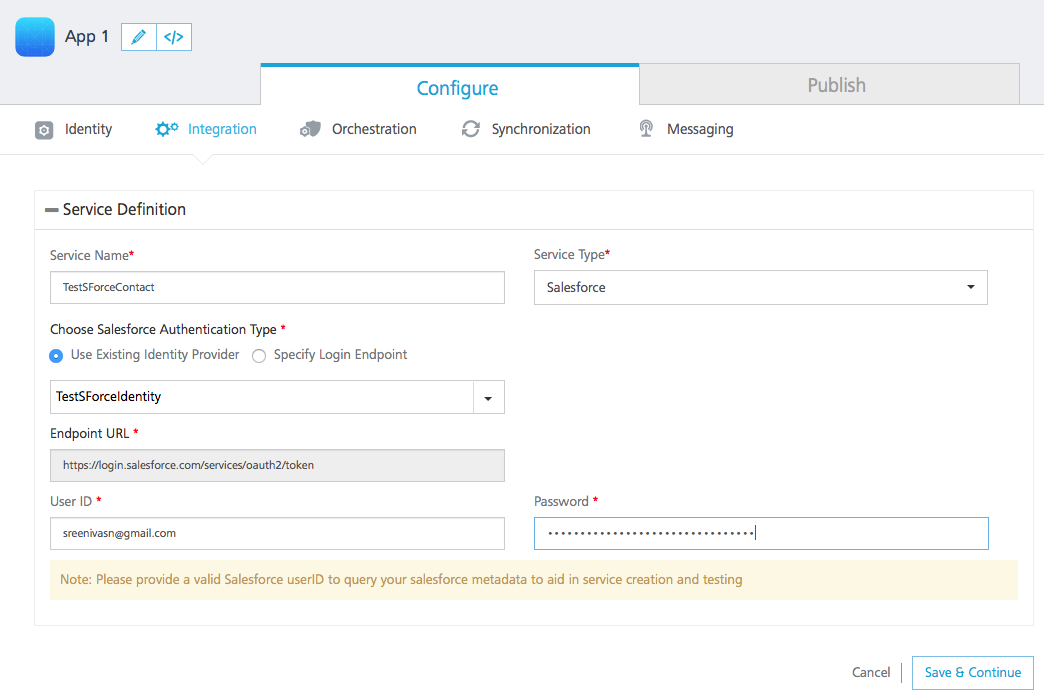 App 1 </>
Configure Publish
Identity Integration Orchestration Synchronization Messaging
Service Definition
Service Name* Service Type*
TestSForceContact Salesforce
Choose Salesforce Authentication Type *
Use Existing Identity Provider Specify Login Endpoint
TestSForceIdentity
Endpoint URL *
https://login.salesforce.com/services/oauth2/token
User ID * Password *
sreenivasn@gmail.com ••••••••••••••••••••••••••••••••
Note: Please provide a valid Salesforce userID to query your salesforce metadata to aid in service creation and testing
Cancel Save & Continue